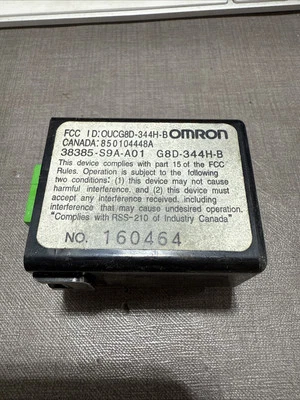 FCC ID:OUCG8D-344H-B OMRON
CANADA:850104448A
38385-S9A-A01 G8D-344H-B
This device complies with part 15 of the FCC
Rules. Operation is subject to the following
two conditions: (1) this device may not cause
harmful interference, and (2) this device must
accept any interference received, including
interference that may cause undesired operation.
"Complies with RSS-210 of Industry Canada"
NO. 160464